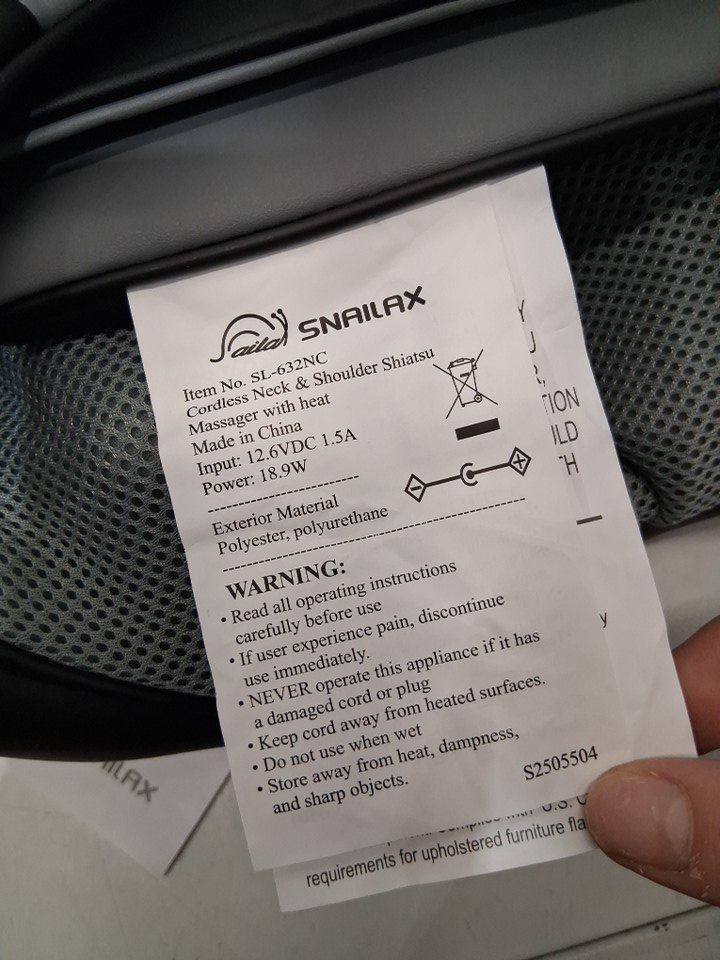 SNAILAX
Item No. SL-632NC
Cordless Neck & Shoulder Shiatsu
Massager with heat
Made in China
Input: 12.6VDC 1.5A
Power: 18.9W
Exterior Material
Polyester, polyurethane
WARNING:
• Read all operating instructions
carefully before use
• If user experience pain, discontinue
use immediately.
• NEVER operate this appliance if it has
a damaged cord or plug
• Keep cord away from heated surfaces.
• Do not use when wet
• Store away from heat, dampness,
and sharp objects.
S2505504
requirements for upholstered furniture